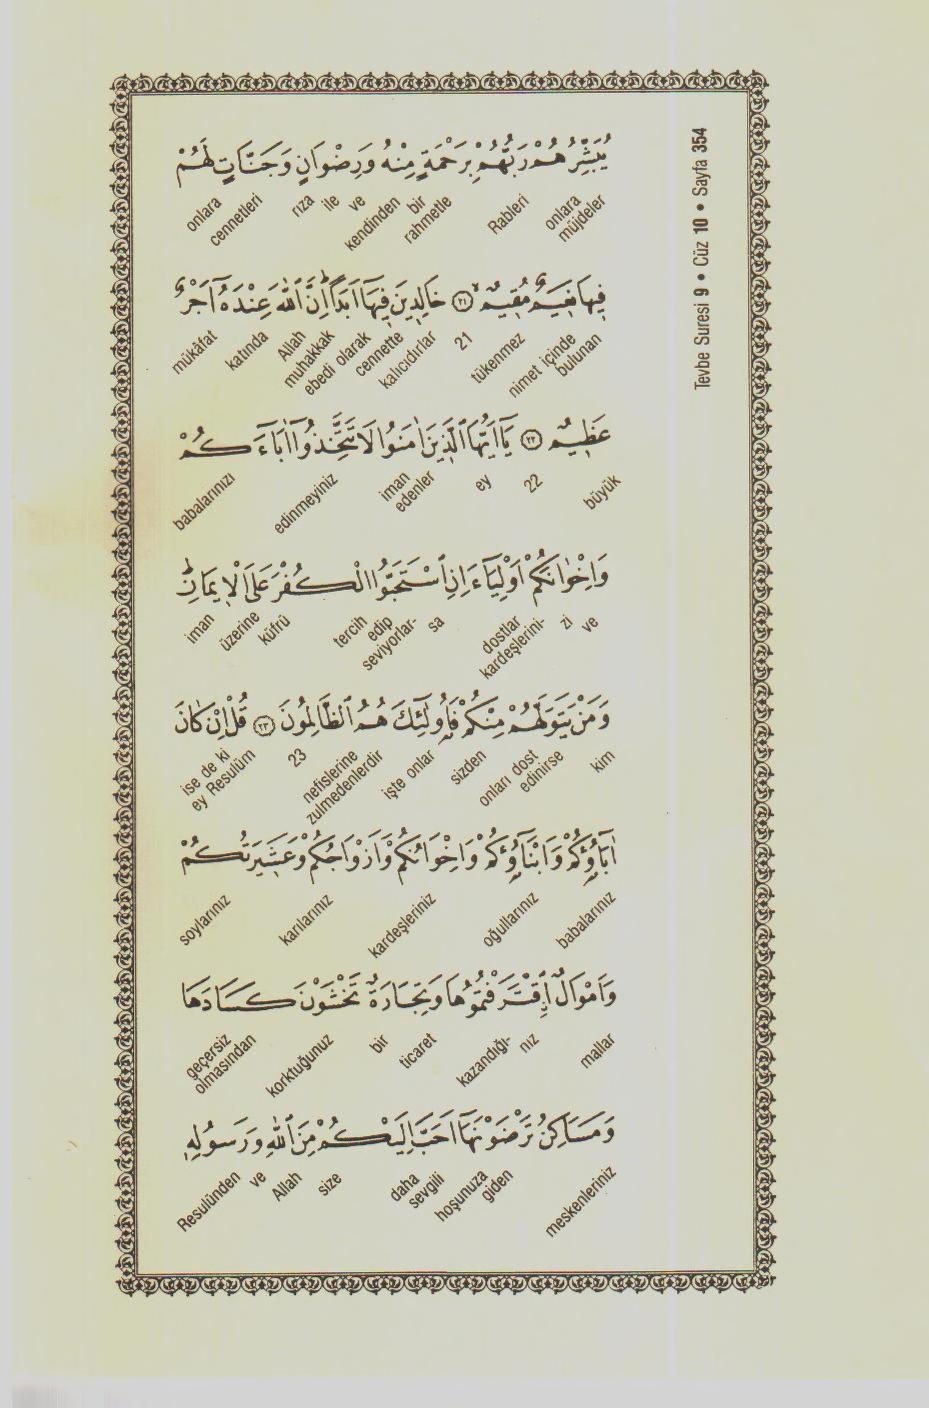 Tevbe Suresi 9 • Cüz 10 • Sayfa 354
يُبَشِّرُهُمْ رَبُّهُمْ بِرَحْمَةٍ مِنْهُ وَرِضْوَانٍ وَجَنَّاتٍ لَهُمْ
onlara müjdeler Rableri bir rahmetle kendinden ve ile rıza cennetleri onlara
فِيهَا نَعِيمٌ مُقِيمٌ ﴿٢١﴾ خَالِدِينَ فِيهَا أَبَدًا إِنَّ اللّٰهَ عِنْدَهُ أَجْرٌ
nimet içinde bulunan tükenmez 21 kalıcıdırlar cennette ebedi olarak muhakkak Allah katında mükâfat
عَظِيمٌ ﴿٢٢﴾ يَا أَيُّهَا الَّذِينَ اٰمَنُوا لَا تَتَّخِذُوا اٰبَاءَكُمْ
büyük 22 ey iman edenler edinmeyiniz babalarınızı
وَاِخْوَانَكُمْ اَوْلِيَاءَ اِنِ اسْتَحَبُّوا الْكُفْرَ عَلَى الْاِيمَانِ
ve zi kardeşlerini- dostlar sa seviyorlar- edip tercih küfrü üzerine iman
وَمَنْ يَتَوَلَّهُمْ مِنْكُمْ فَاُولٰئِكَ هُمُ الظَّالِمُونَ ﴿٢٣﴾ قُلْ اِنْ كَانَ
kim onları dost edinirse sizden işte onlar nefislerine zulmedenlerdir 23 ey Resulüm ise de ki
اٰبَاؤُكُمْ وَاَبْنَاؤُكُمْ وَاِخْوَانُكُمْ وَاَزْوَاجُكُمْ وَعَشِيرَتُكُمْ
babalarınız oğullarınız kardeşleriniz karılarınız soylarınız
وَاَمْوَالٌ اقْتَرَفْتُمُوهَا وَتِجَارَةٌ تَخْشَوْنَ كَسَادَهَا
mallar nız kazandığı- ticaret bir korktuğunuz geçersiz olmasından
وَمَسَاكِنُ تَرْضَوْنَهَا اَحَبَّ اِلَيْكُمْ مِنَ اللّٰهِ وَرَسُولِهِ
meskenleriniz hoşunuza giden daha sevgili size Allah ve Resulünden